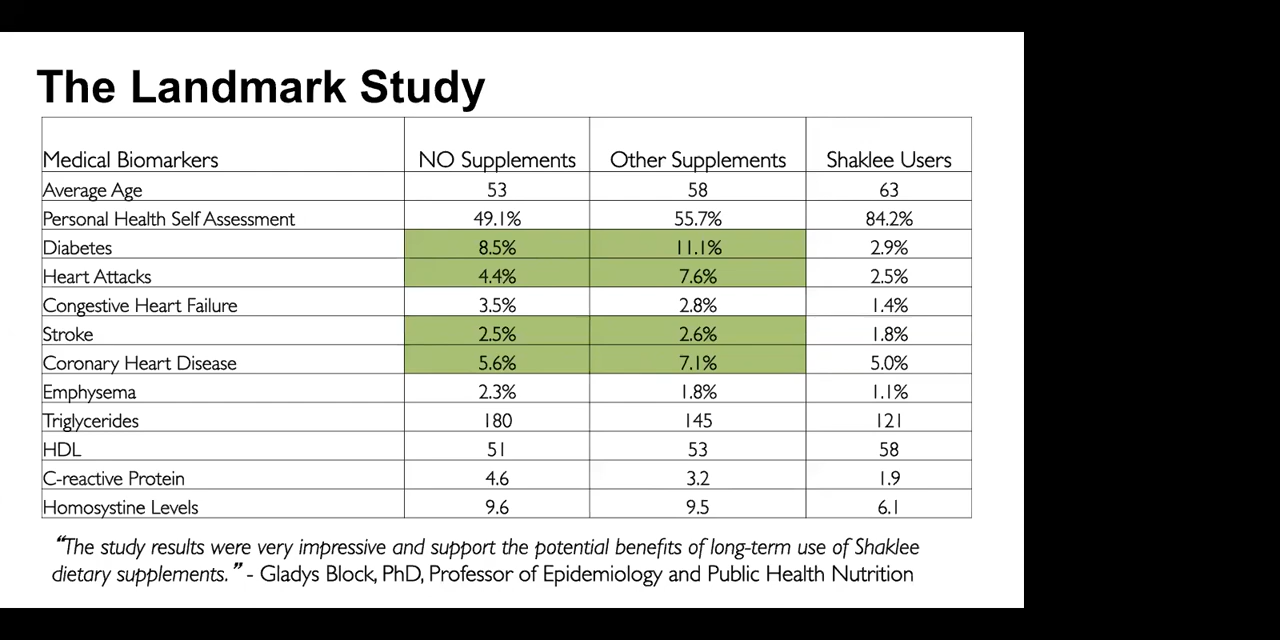 The Landmark Study
Medical Biomarkers NO Supplements Other Supplements Shaklee Users
Average Age 53 58 63
Personal Health Self Assessment 49.1% 55.7% 84.2%
Diabetes 8.5% 11.1% 2.9%
Heart Attacks 4.4% 7.6% 2.5%
Congestive Heart Failure 3.5% 2.8% 1.4%
Stroke 2.5% 2.6% 1.8%
Coronary Heart Disease 5.6% 7.1% 5.0%
Emphysema 2.3% 1.8% 1.1%
Triglycerides 180 145 121
HDL 51 53 58
C-reactive Protein 4.6 3.2 1.9
Homosystine Levels 9.6 9.5 6.1
“The study results were very impressive and support the potential benefits of long-term use of Shaklee
dietary supplements.” - Gladys Block, PhD, Professor of Epidemiology and Public Health Nutrition